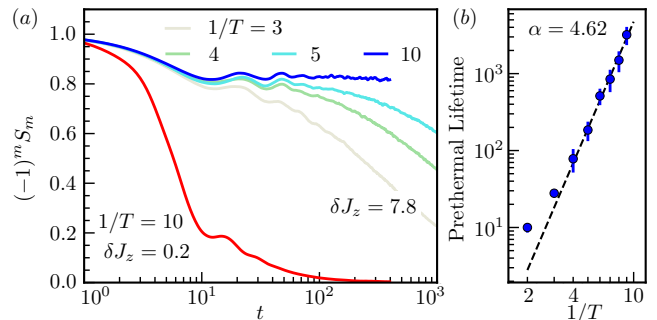 (a)
(−1)^m S_m
1.0
0.8
0.6
0.4
0.2
0.0
1/T = 3
4
5
10
δJ_z = 7.8
1/T = 10
δJ_z = 0.2
10^0
10^1
10^2
10^3
t
(b)
Prethermal Lifetime
α = 4.62
10^3
10^2
10^1
2
4
10
1/T